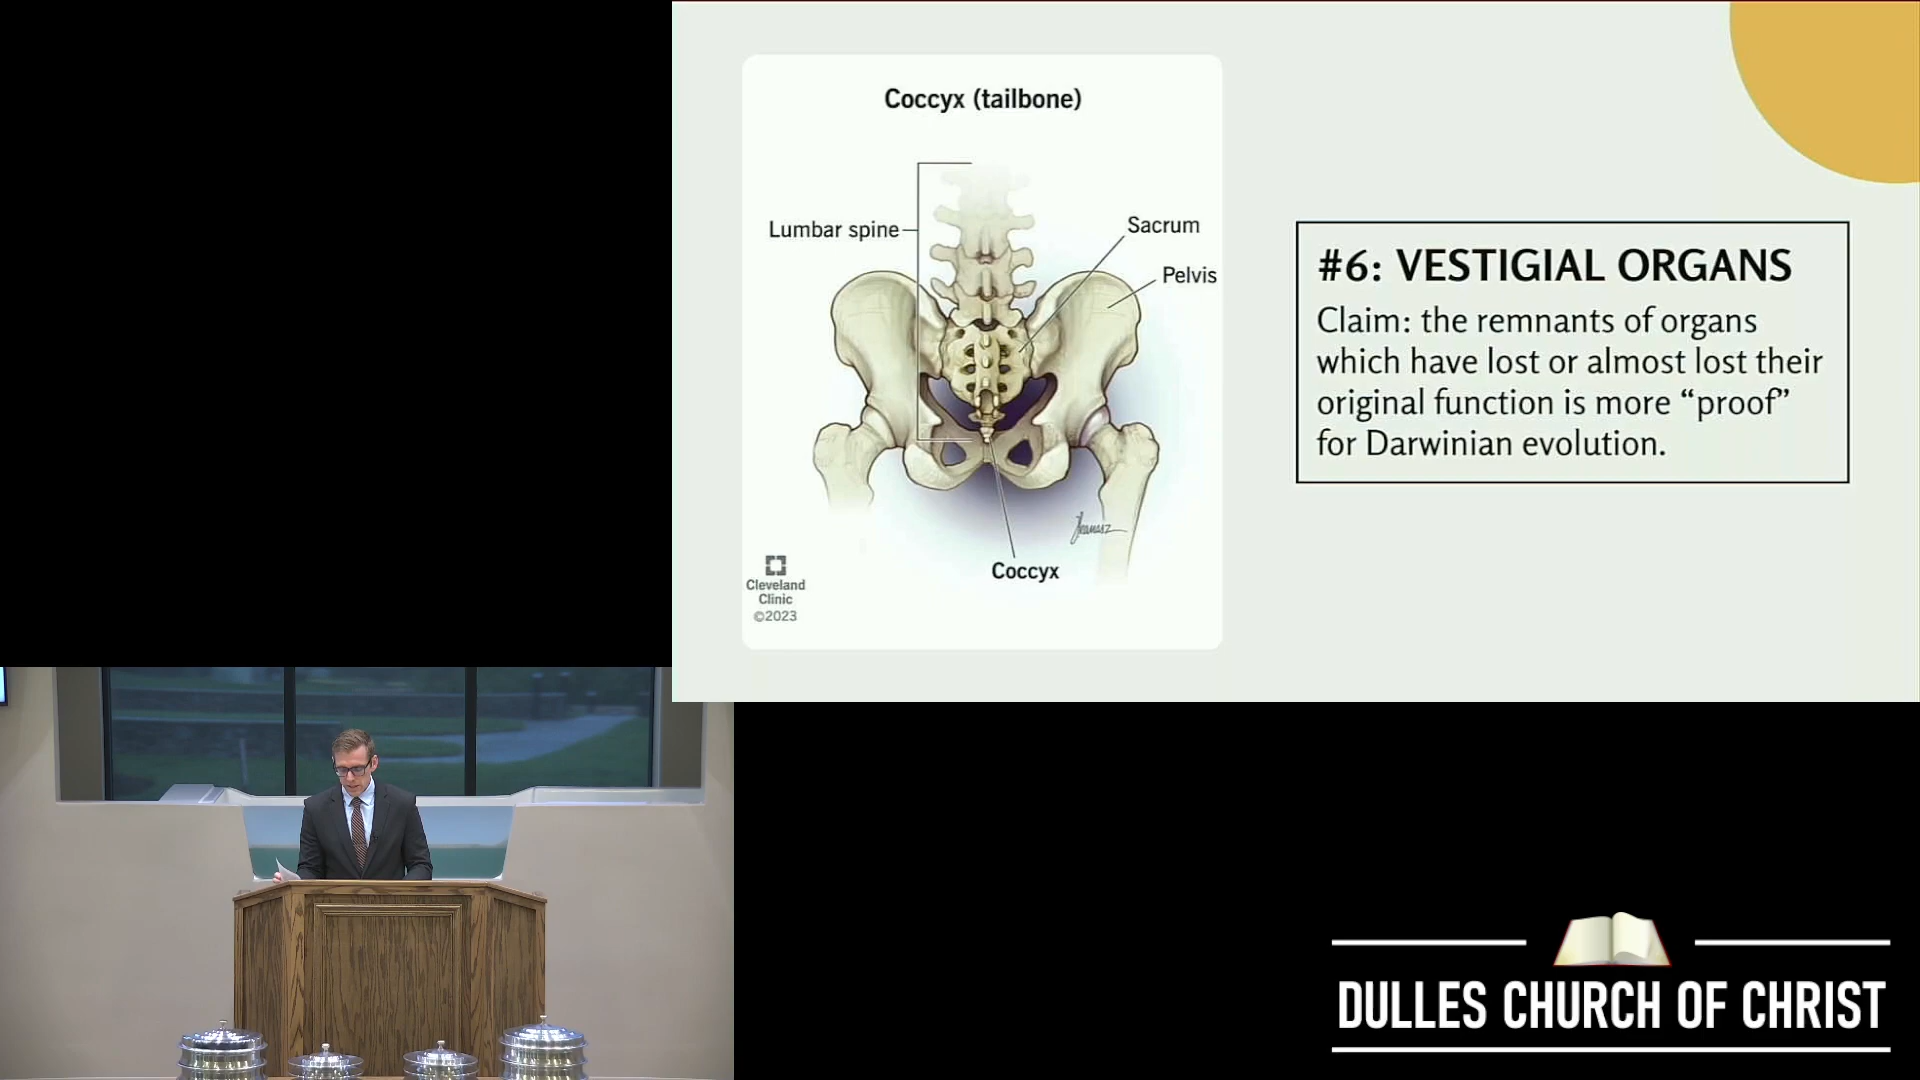 Coccyx (tailbone)
Lumbar spine
Sacrum
Pelvis
Coccyx
Cleveland
Clinic
©2023
#6: VESTIGIAL ORGANS
Claim: the remnants of organs
which have lost or almost lost their
original function is more “proof”
for Darwinian evolution.
DULLES CHURCH OF CHRIST